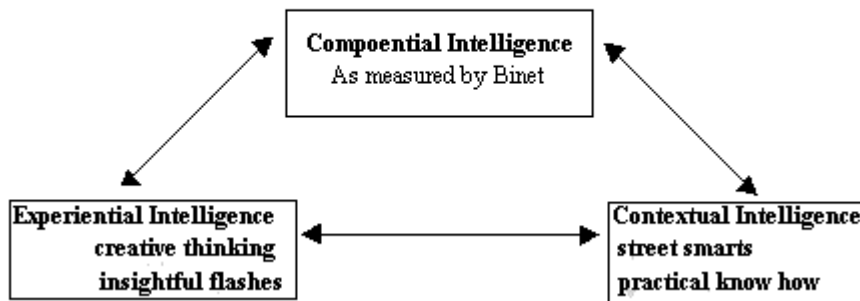 Compoential Intelligence
As measured by Binet
Experiential Intelligence
creative thinking
insightful flashes
Contextual Intelligence
street smarts
practical know how